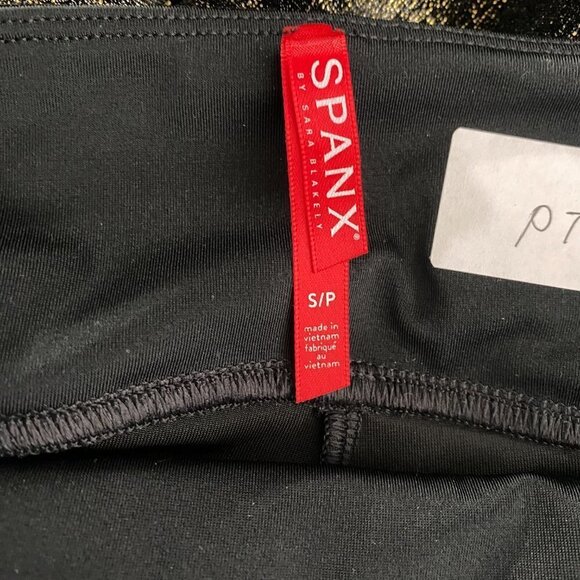 SPANX®
BY SARA BLAKELY
S/P
made in
vietnam
fabriqué
au
vietnam